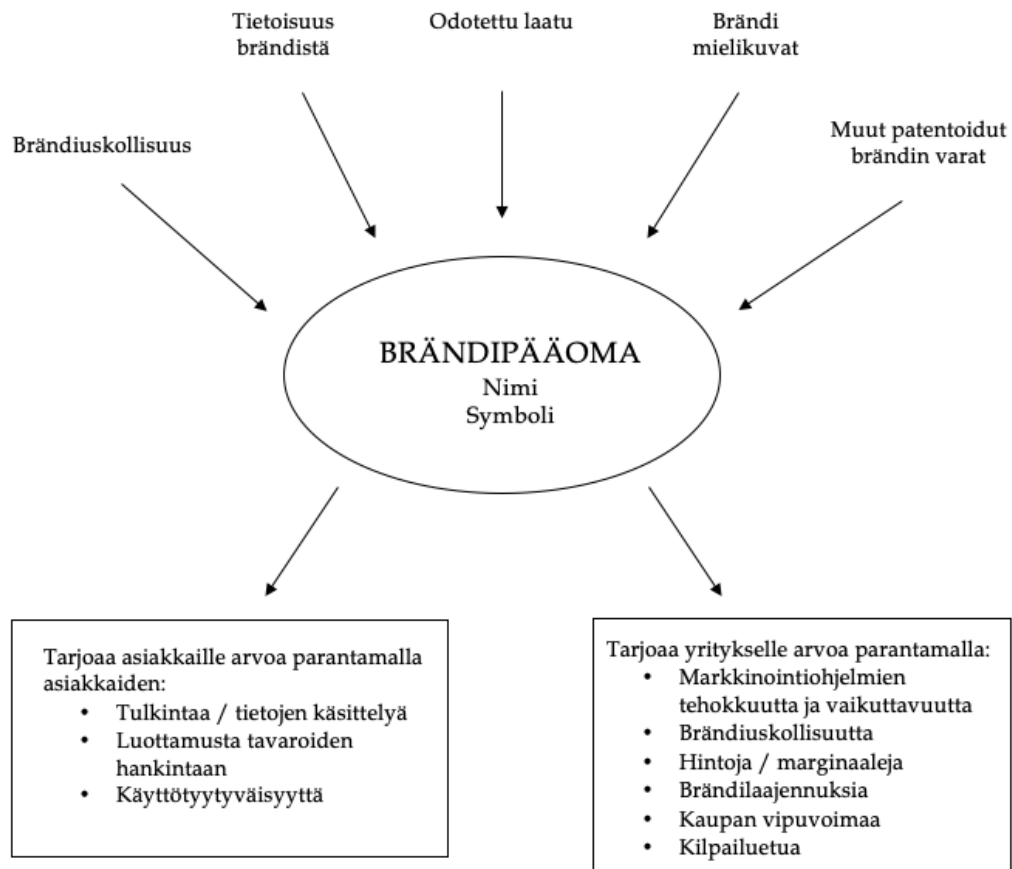 Tietoisuus
brändistä
Odotettu laatu
Brändi
mielikuvat
Brändiuskollisuus
Muut patentoidut
brändin varat
BRÄNDIPÄÄOMA
Nimi
Symboli
Tarjoaa asiakkaille arvoa parantamalla
asiakkaiden:
• Tulkintaa / tietojen käsittelyä
• Luottamusta tavaroiden
hankintaan
• Käyttötyytyväisyyttä
Tarjoaa yritykselle arvoa parantamalla:
• Markkinointiohjelmien
tehokkuutta ja vaikuttavuutta
• Brändiuskollisuutta
• Hintoja / marginaaleja
• Brändilaajennuksia
• Kaupan vipuvoimaa
• Kilpailuetua